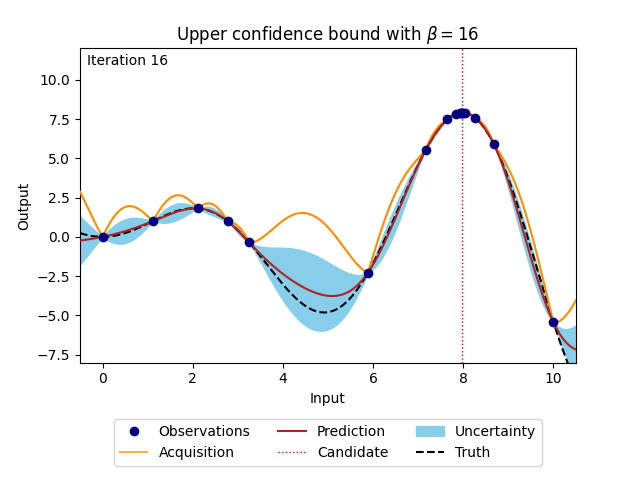 Upper confidence bound with β = 16
Iteration 16
10.0
7.5
5.0
2.5
0.0
−2.5
−5.0
−7.5
Output
0 2 4 6 8 10
Input
Observations Prediction Uncertainty
Acquisition Candidate Truth